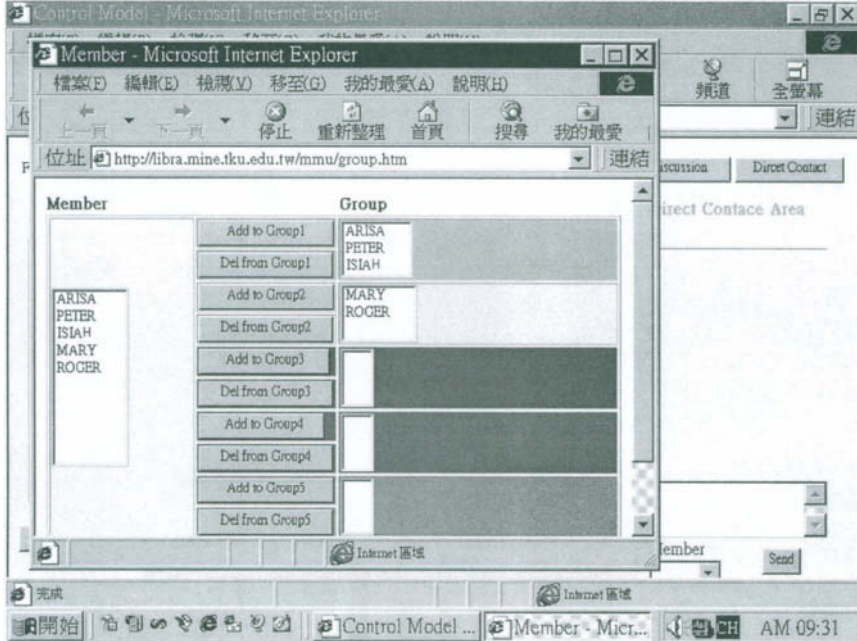 Control Model - Microsoft Internet Explorer
Member - Microsoft Internet Explorer
檔案(F) 編輯(E) 檢視(V) 移至(G) 我的最愛(A) 說明(H)
上一頁 下一頁 停止 重新整理 首頁 搜尋 我的最愛
頻道 全螢幕
網址 http://libra.mine.tku.edu.tw/mmu/group.htm 連結
連結
Dircet Contact
irect Contace Area
Member Group
Add to Group1
Del from Group1
ARISA
PETER
ISIAH
Add to Group2
Del from Group2
MARY
ROGER
ARISA
PETER
ISIAH
MARY
ROGER
Add to Group3
Del from Group3
Add to Group4
Del from Group4
Add to Group5
Del from Group5
Internet 區域
Member
Send
完成 Internet 區域
開始 Control Model ... Member - Micr... CH AM 09:31